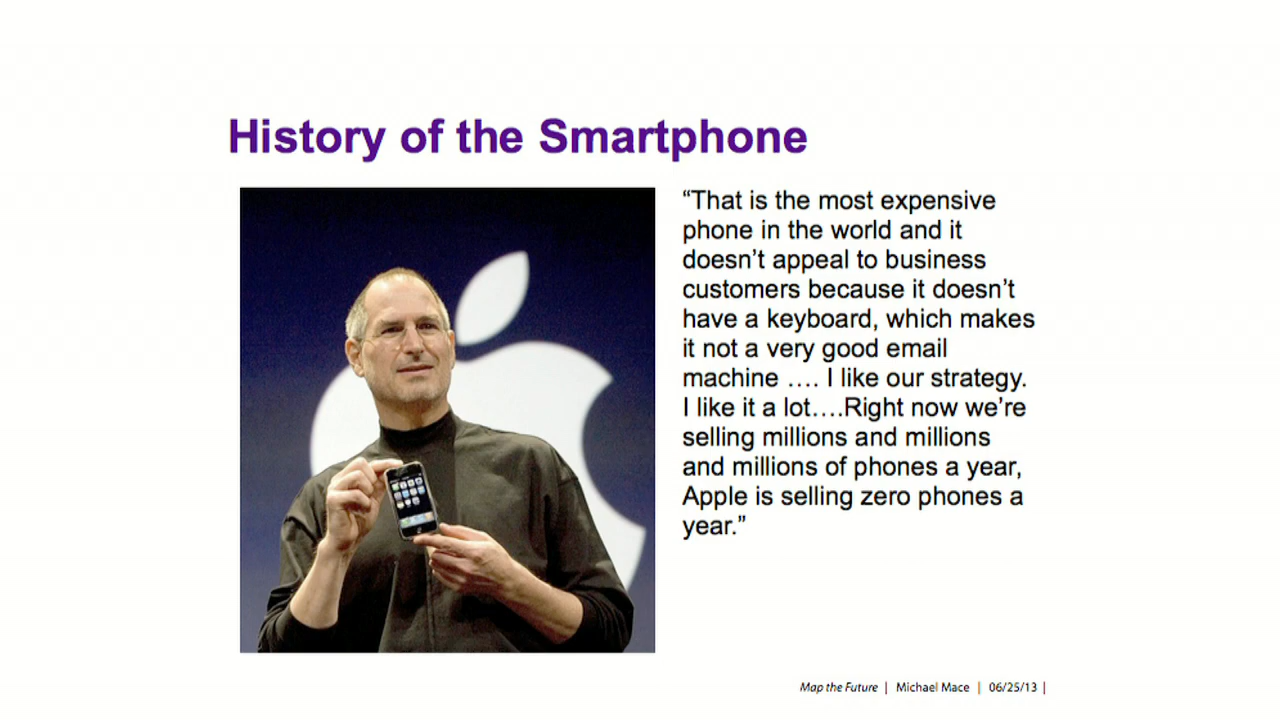 History of the Smartphone
“That is the most expensive
phone in the world and it
doesn’t appeal to business
customers because it doesn’t
have a keyboard, which makes
it not a very good email
machine …. I like our strategy.
I like it a lot….Right now we’re
selling millions and millions
and millions of phones a year,
Apple is selling zero phones a
year.”
Map the Future | Michael Mace | 06/25/13 |